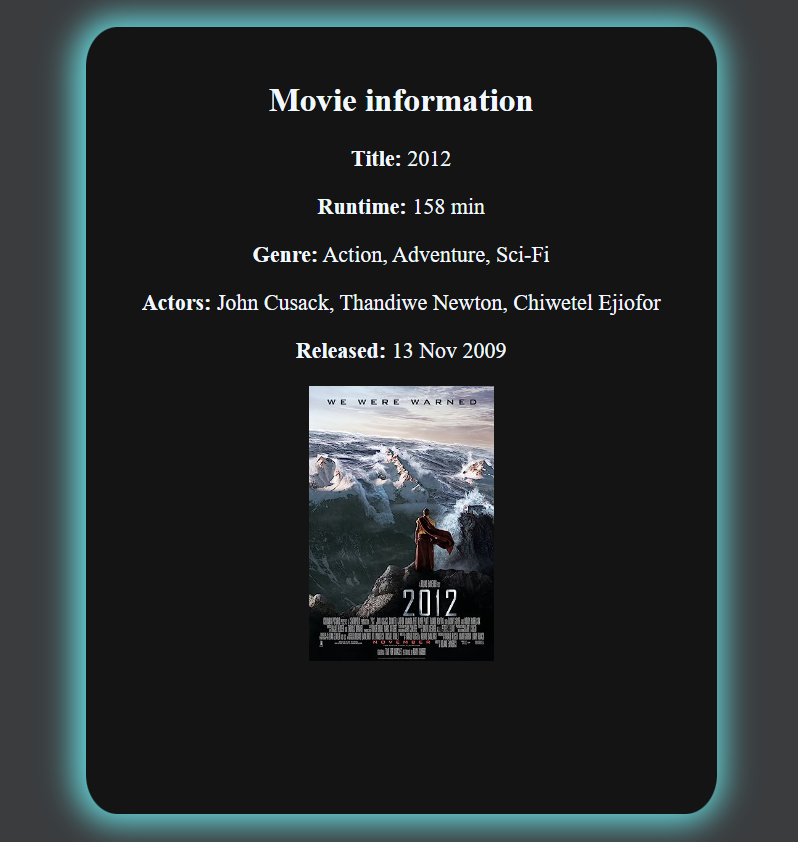 Movie information
Title: 2012
Runtime: 158 min
Genre: Action, Adventure, Sci-Fi
Actors: John Cusack, Thandiwe Newton, Chiwetel Ejiofor
Released: 13 Nov 2009
WE WERE WARNED
2012
NOVEMBER